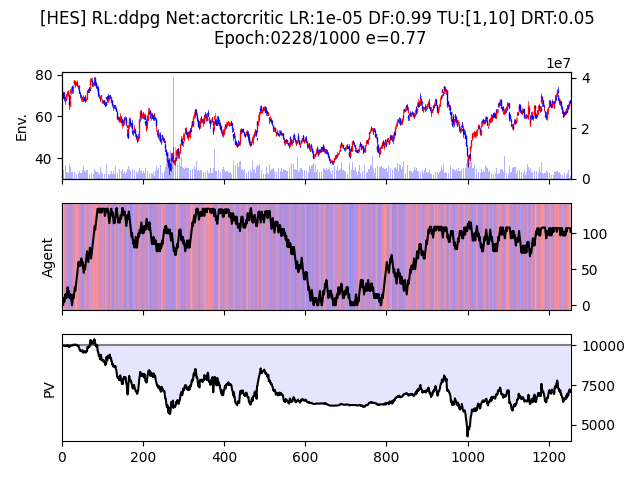 [HES] RL:ddpg Net:actorcritic LR:1e-05 DF:0.99 TU:[1,10] DRT:0.05
Epoch:0228/1000 e=0.77
1e7
80
60
40
Env.
4
2
0
Agent
100
50
0
PV
10000
7500
5000
0 200 400 600 800 1000 1200